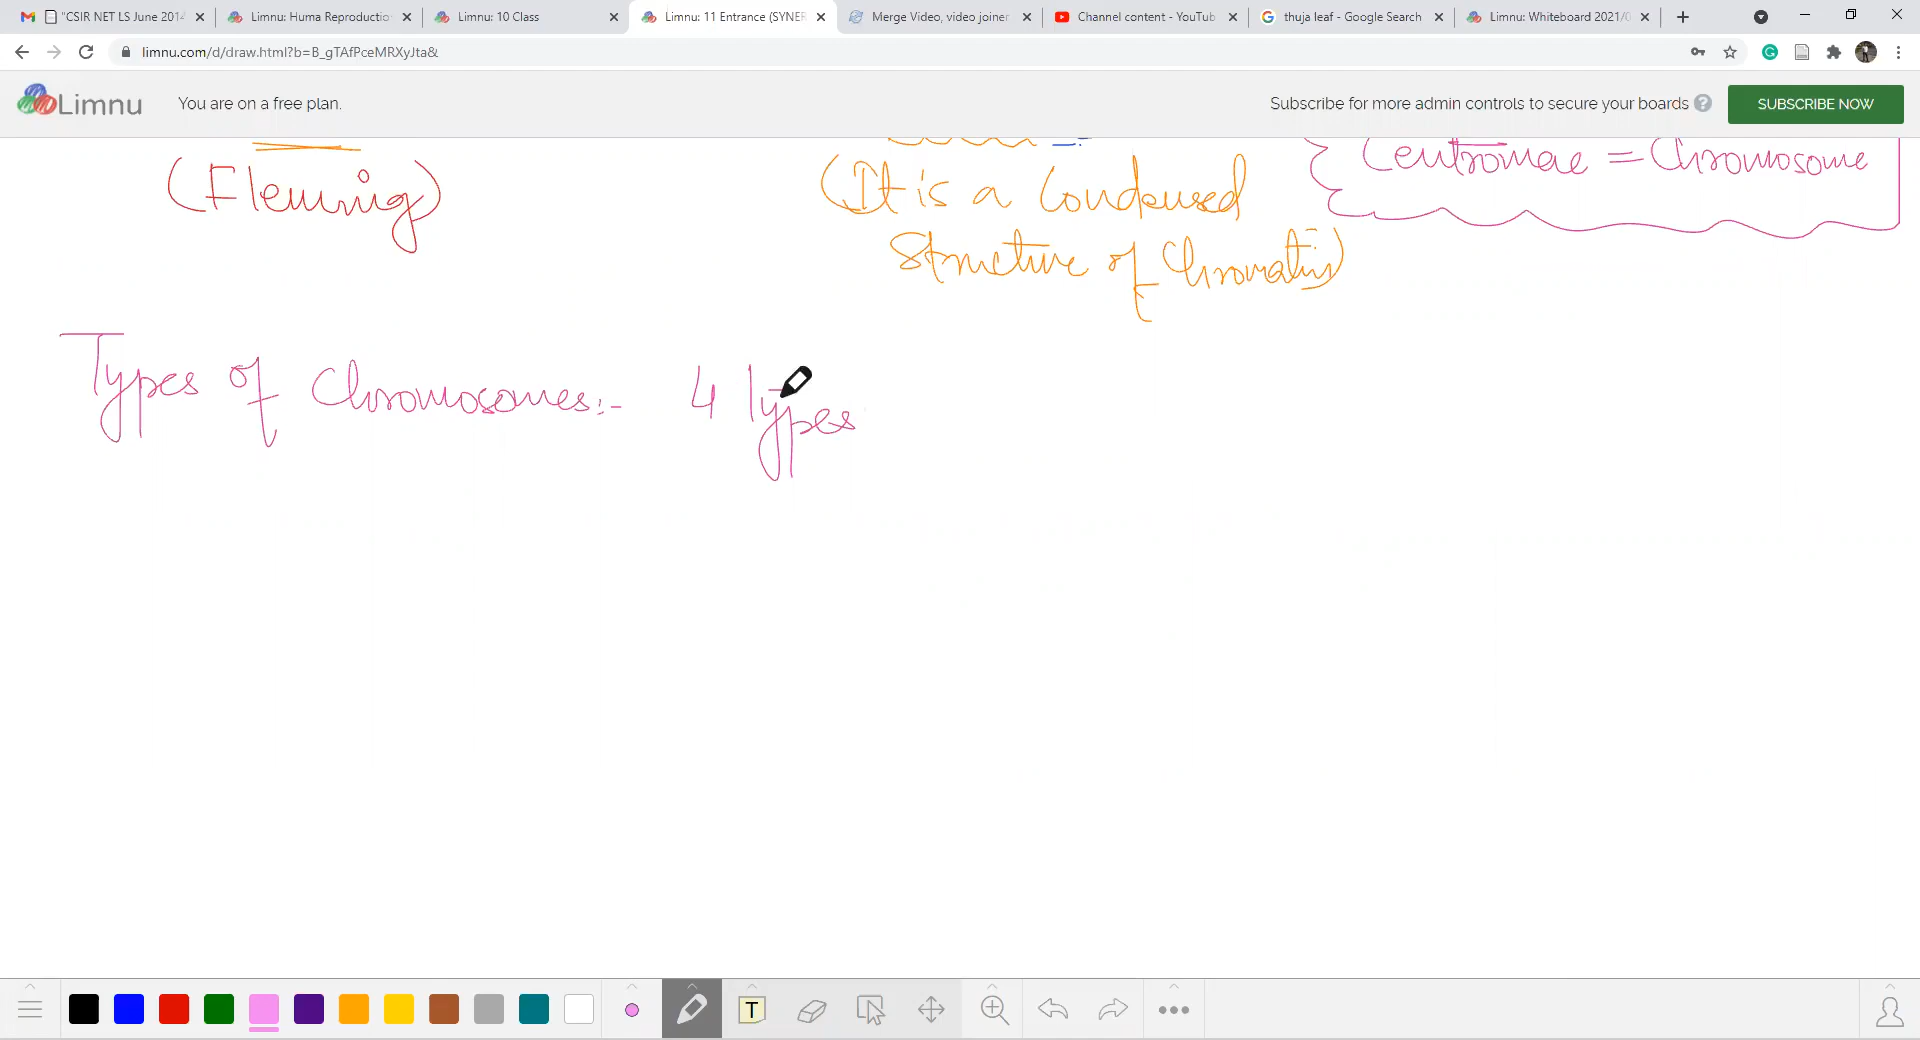 "CSIR NET LS June 2014
Limnu: Huma Reproductio
Limnu: 10 Class
Limnu: 11 Entrance (SYNER
Merge Video, video joiner
Channel content - YouTub
thuja leaf - Google Search
Limnu: Whiteboard 2021/0
limnu.com/d/draw.html?b=B_gTAfPceMRXyJta&
Limnu
You are on a free plan.
Subscribe for more admin controls to secure your boards ?
SUBSCRIBE NOW
Centromae = Chromosome
(Flemming)
(It is a Condensed
Structure of Chromatin)
Types of Chromosomes:- 4 Types
T